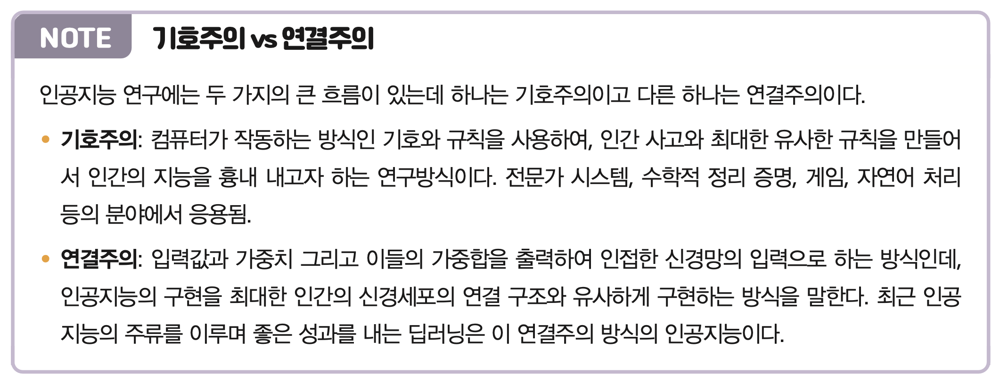 NOTE 기호주의 vs 연결주의
인공지능 연구에는 두 가지의 큰 흐름이 있는데 하나는 기호주의이고 다른 하나는 연결주의이다.
• 기호주의: 컴퓨터가 작동하는 방식인 기호와 규칙을 사용하여, 인간 사고와 최대한 유사한 규칙을 만들어
서 인간의 지능을 흉내 내고자 하는 연구방식이다. 전문가 시스템, 수학적 정리 증명, 게임, 자연어 처리
등의 분야에서 응용됨.
• 연결주의: 입력값과 가중치 그리고 이들의 가중합을 출력하여 인접한 신경망의 입력으로 하는 방식인데,
인공지능의 구현을 최대한 인간의 신경세포의 연결 구조와 유사하게 구현하는 방식을 말한다. 최근 인공
지능의 주류를 이루며 좋은 성과를 내는 딥러닝은 이 연결주의 방식의 인공지능이다.